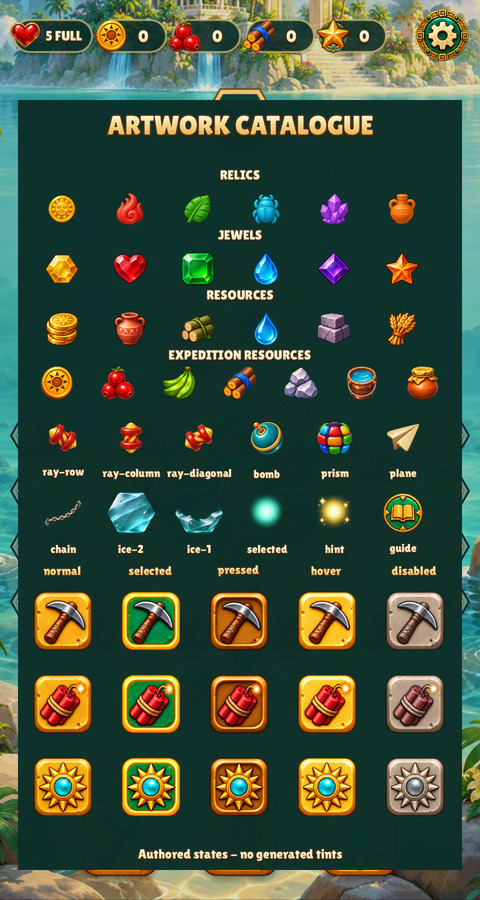 5 FULL 0 0 0 0
ARTWORK CATALOGUE
RELICS
JEWELS
RESOURCES
EXPEDITION RESOURCES
ray-row ray-column ray-diagonal bomb prism plane
chain ice-2 ice-1 selected hint guide
normal selected pressed hover disabled
Authored states – no generated tints